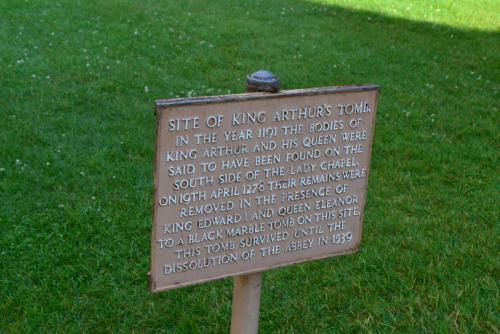 SITE OF KING ARTHUR'S TOMB.
IN THE YEAR 1191 THE BODIES OF
KING ARTHUR AND HIS QUEEN WERE
SAID TO HAVE BEEN FOUND ON THE
SOUTH SIDE OF THE LADY CHAPEL.
ON 19TH APRIL 1278 THEIR REMAINS WERE
REMOVED IN THE PRESENCE OF
KING EDWARD I AND QUEEN ELEANOR
TO A BLACK MARBLE TOMB ON THIS SITE.
THIS TOMB SURVIVED UNTIL THE
DISSOLUTION OF THE ABBEY IN 1539